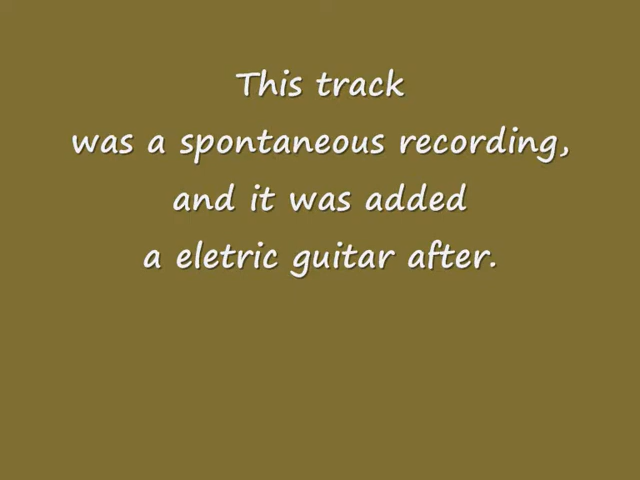 This track
was a spontaneous recording,
and it was added
a eletric guitar after.